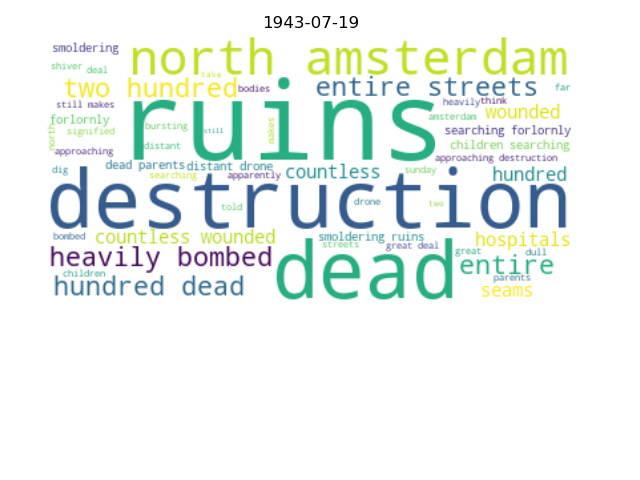 1943-07-19
smoldering
north amsterdam
shiver
deal
take
two hundred
bodies
entire streets
far
still makes
ruins
heavily
think
forlornly
amsterdam
wounded
north
signified
bursting
still
makes
searching forlornly
distant
children searching
approaching
approaching destruction
dead parents
distant drone
dig
searching
apparently
countless
sunday
hundred
destruction
told
drone
two
bombed
countless wounded
smoldering ruins
streets
great deal
hospitals
heavily bombed
dead
great
dull
entire
children
parents
hundred dead
seams